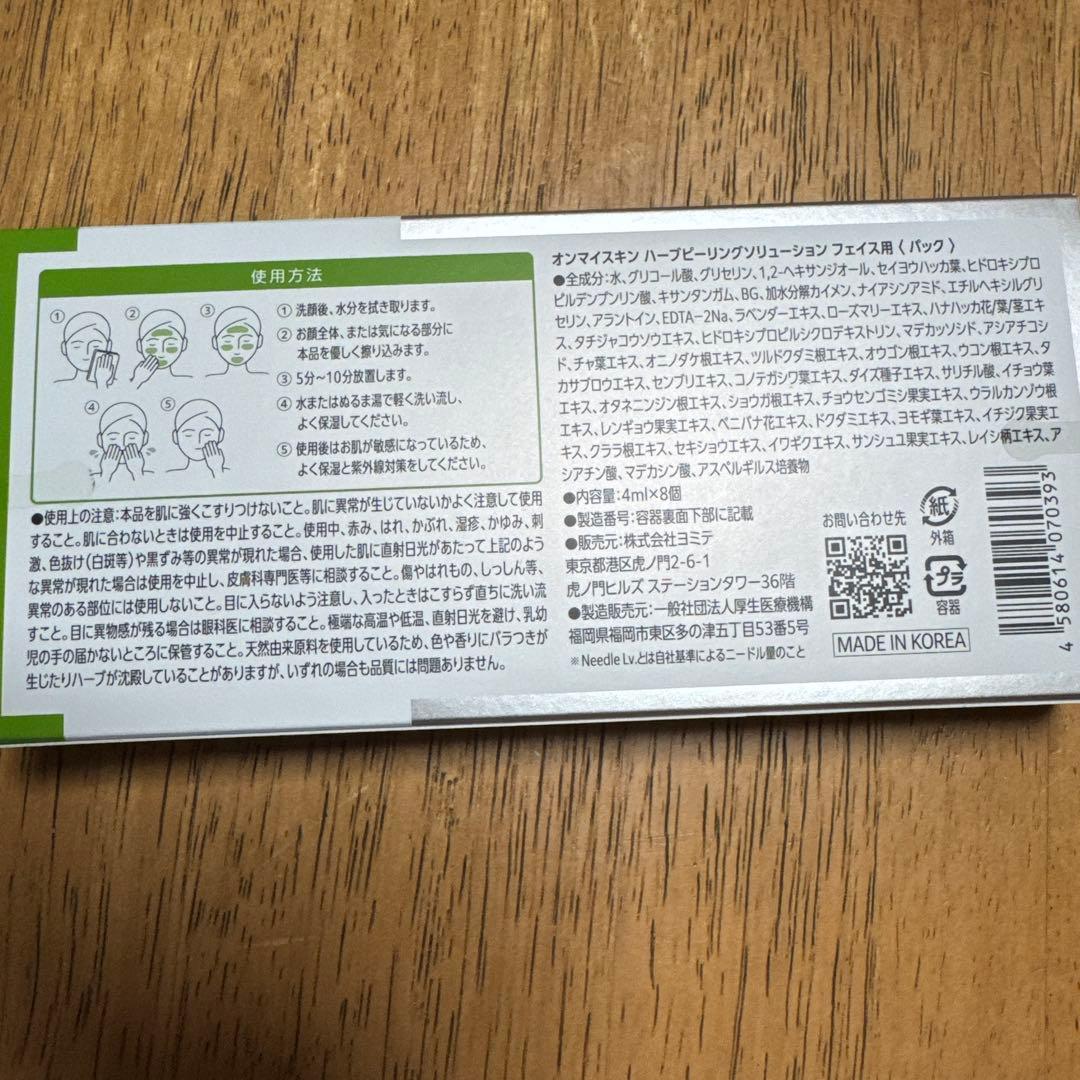 使用方法
①
②
③
④
⑤
① 洗顔後、水分を拭き取ります。
② お顔全体、または気になる部分に
本品を優しく擦り込みます。
③ 5分～10分放置します。
④ 水またはぬるま湯で軽く洗い流し、
よく保湿してください。
⑤ 使用後はお肌が敏感になっているため、
よく保湿と紫外線対策をしてください。
●使用上の注意:本品を肌に強くこすりつけないこと。肌に異常が生じていないかよく注意して使用
すること。肌に合わないときは使用を中止すること。使用中、赤み、はれ、かぶれ、湿疹、かゆみ、刺
激、色抜け(白斑等)や黒ずみ等の異常が現れた場合、使用した肌に直射日光があたって上記のよう
な異常が現れた場合は使用を中止し、皮膚科専門医等に相談すること。傷やはれもの、しっしん等、
異常のある部位には使用しないこと。目に入らないよう注意し、入ったときはこすらず直ちに洗い流
すこと。目に異物感が残る場合は眼科医に相談すること。極端な高温や低温、直射日光を避け、乳幼
児の手の届かないところに保管すること。天然由来原料を使用しているため、色や香りにバラつきが
生じたりハーブが沈殿していることがありますが、いずれの場合も品質には問題ありません。
オンマイスキン ハーブピーリングソリューション フェイス用〈 パック 〉
●全成分:水、グリコール酸、グリセリン、1,2-ヘキサンジオール、セイヨウハッカ葉、ヒドロキシプロ
ピルデンプンリン酸、キサンタンガム、BG、加水分解カイメン、ナイアシンアミド、エチルヘキシルグリ
セリン、アラントイン、EDTA-2Na、ラベンダーエキス、ローズマリーエキス、ハナハッカ花/葉/茎エキ
ス、タチジャコウソウエキス、ヒドロキシプロピルシクロデキストリン、マデカッソシド、アシアチコシ
ド、チャ葉エキス、オニノダケ根エキス、ツルドクダミ根エキス、オウゴン根エキス、ウコン根エキス、タ
カサブロウエキス、センブリエキス、コノテガシワ葉エキス、ダイズ種子エキス、サリチル酸、イチョウ葉
エキス、オタネニンジン根エキス、ショウガ根エキス、チョウセンゴミシ果実エキス、ウラルカンゾウ根
エキス、レンギョウ果実エキス、ベニバナ花エキス、ドクダミエキス、ヨモギ葉エキス、イチジク果実エ
キス、クララ根エキス、セキショウエキス、イワギクエキス、サンシュユ果実エキス、レイシ柄エキス、ア
シアチン酸、マデカシン酸、アスペルギルス培養物
●内容量:4ml×8個
●製造番号:容器裏面下部に記載
●販売元:株式会社ヨミテ
東京都港区虎ノ門2-6-1
虎ノ門ヒルズ ステーションタワー36階
●製造販売元:一般社団法人厚生医療機構
福岡県福岡市東区多の津五丁目53番5号
※Needle Lv.とは自社基準によるニードル量のこと
お問い合わせ先
MADE IN KOREA
紙
外箱
プラ
容器
4 580614 070393